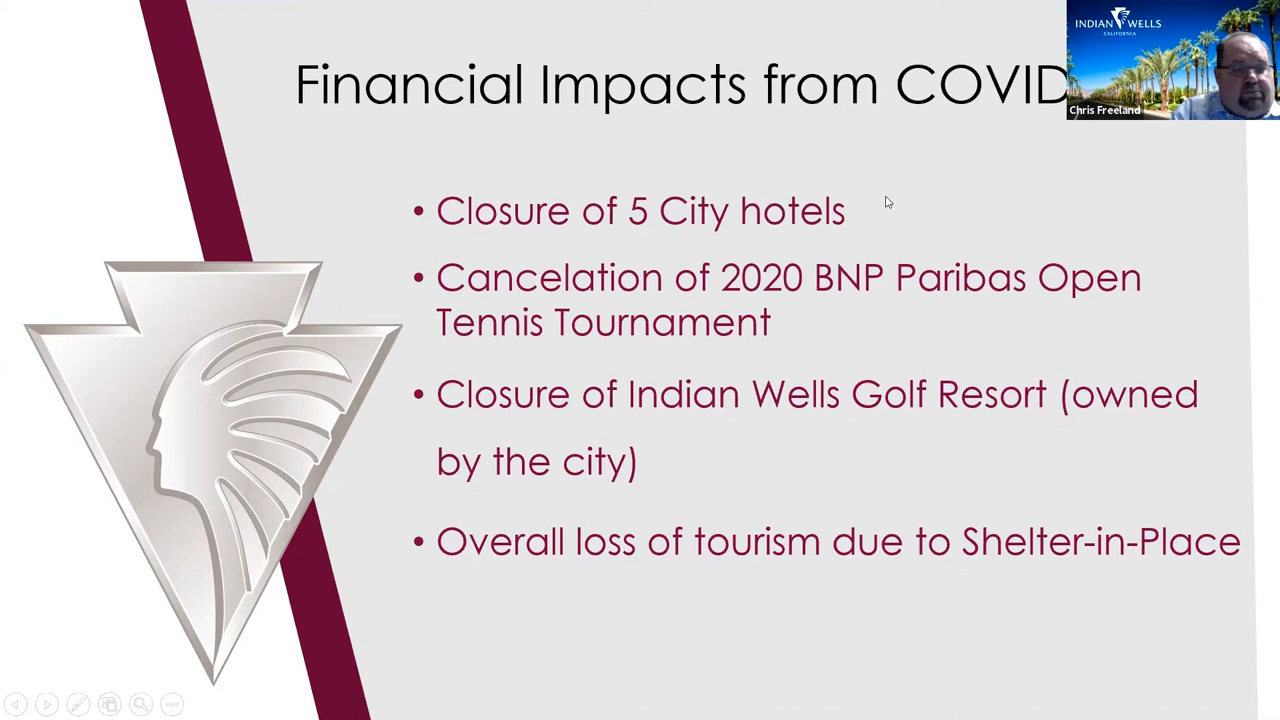 Financial Impacts from COVID
INDIAN WELLS
CALIFORNIA
Chris Freeland
• Closure of 5 City hotels
• Cancelation of 2020 BNP Paribas Open
Tennis Tournament
• Closure of Indian Wells Golf Resort (owned
by the city)
• Overall loss of tourism due to Shelter-in-Place